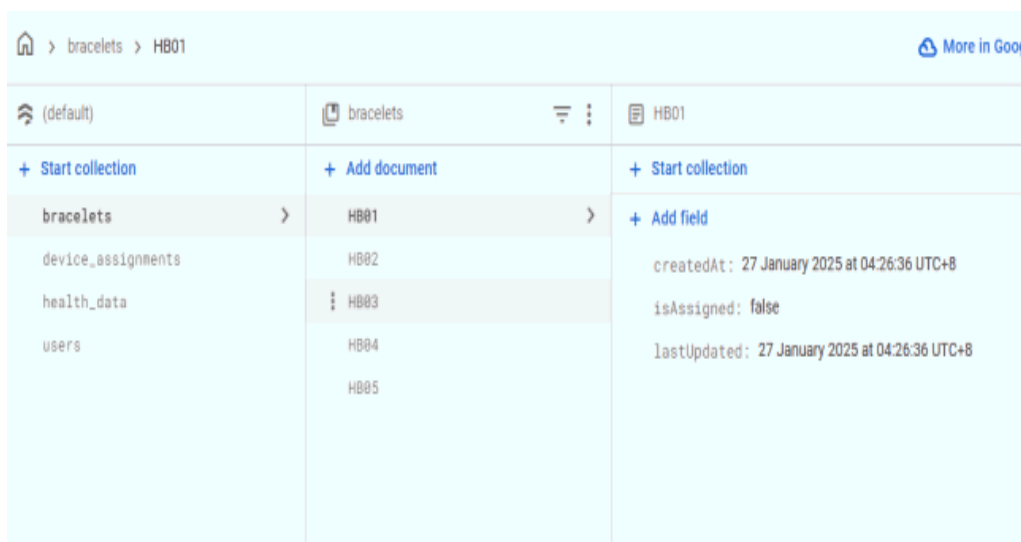 bracelets > HB01
More in Goog
(default)
bracelets
HB01
+ Start collection
+ Add document
+ Start collection
bracelets
HB01
+ Add field
device_assignments
HB02
createdAt: 27 January 2025 at 04:26:36 UTC+8
health_data
HB03
isAssigned: false
users
HB04
lastUpdated: 27 January 2025 at 04:26:36 UTC+8
HB05